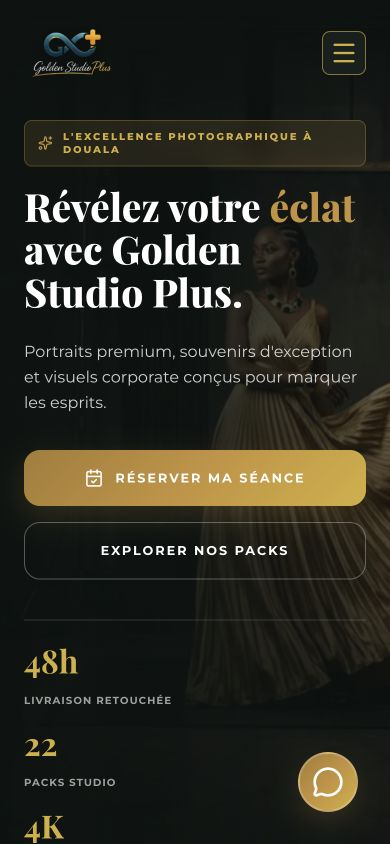 Golden Studio Plus
L'EXCELLENCE PHOTOGRAPHIQUE À
DOUALA
Révélez votre éclat
avec Golden
Studio Plus.
Portraits premium, souvenirs d'exception
et visuels corporate conçus pour marquer
les esprits.
RÉSERVER MA SÉANCE
EXPLORER NOS PACKS
48h
LIVRAISON RETOUCHÉE
22
PACKS STUDIO
4K